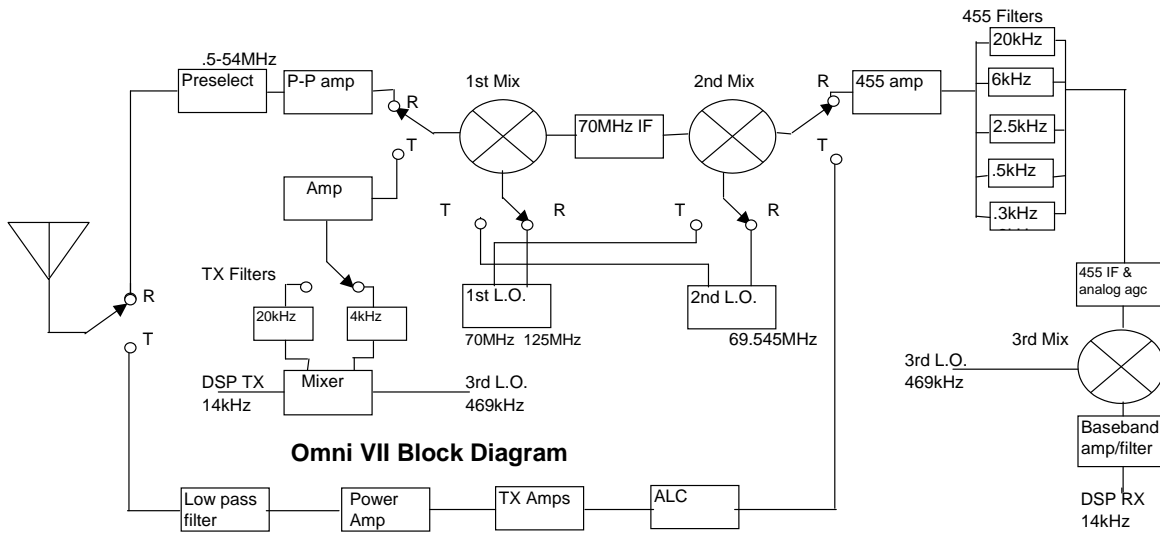 455 Filters
20kHz
.5-54MHz
Preselect
P-P amp
R
1st Mix
2nd Mix
R
455 amp
6kHz
70MHz IF
2.5kHz
T
T
Amp
.5kHz
T
R
T
R
.3kHz
TX Filters
455 IF &
analog agc
R
1st L.O.
2nd L.O.
20kHz
4kHz
T
70MHz
125MHz
69.545MHz
3rd Mix
3rd L.O.
469kHz
DSP TX
14kHz
Mixer
3rd L.O.
469kHz
Baseband
amp/filter
Omni VII Block Diagram
Low pass
filter
Power
Amp
TX Amps
ALC
DSP RX
14kHz